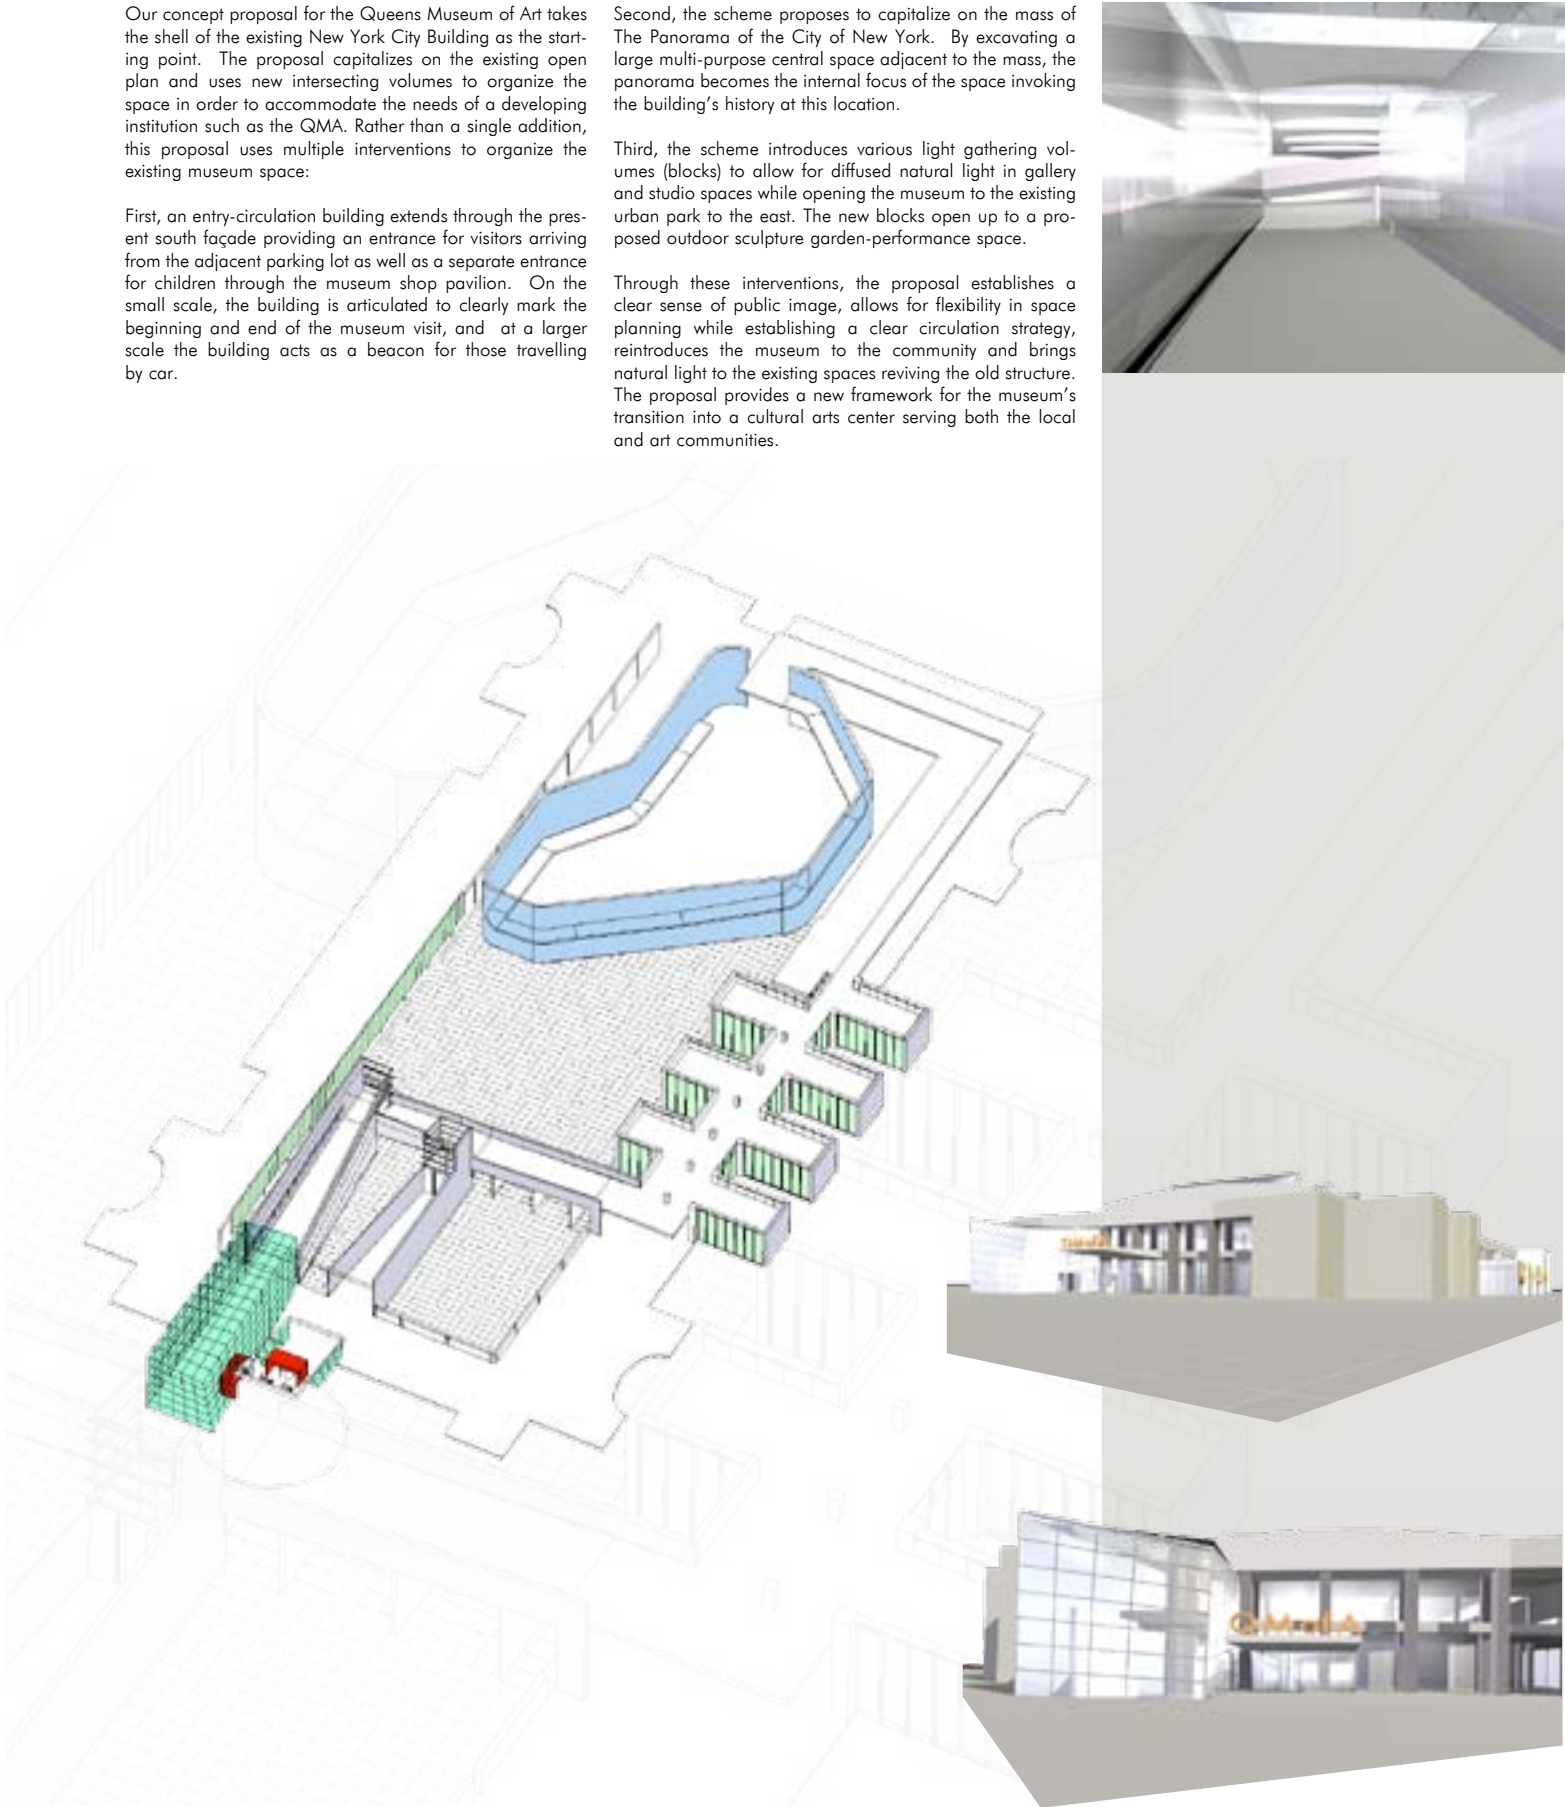 Our concept proposal for the Queens Museum of Art takes
the shell of the existing New York City Building as the start-
ing point.  The proposal capitalizes on the existing open
plan and uses new intersecting volumes to organize the
space in order to accommodate the needs of a developing
institution such as the QMA. Rather than a single addition,
this proposal uses multiple interventions to organize the
existing museum space:
First, an entry-circulation building extends through the pres-
ent south façade providing an entrance for visitors arriving
from the adjacent parking lot as well as a separate entrance
for children through the museum shop pavilion.  On the
small scale, the building is articulated to clearly mark the
beginning and end of the museum visit, and  at a larger
scale the building acts as a beacon for those travelling
by car.
Second, the scheme proposes to capitalize on the mass of
The Panorama of the City of New York.  By excavating a
large multi-purpose central space adjacent to the mass, the
panorama becomes the internal focus of the space invoking
the building's history at this location.
Third, the scheme introduces various light gathering vol-
umes (blocks) to allow for diffused natural light in gallery
and studio spaces while opening the museum to the existing
urban park to the east. The new blocks open up to a pro-
posed outdoor sculpture garden-performance space.
Through these interventions, the proposal establishes a
clear sense of public image, allows for flexibility in space
planning while establishing a clear circulation strategy,
reintroduces the museum to the community and brings
natural light to the existing spaces reviving the old structure.
The proposal provides a new framework for the museum's
transition into a cultural arts center serving both the local
and art communities.
QMofA